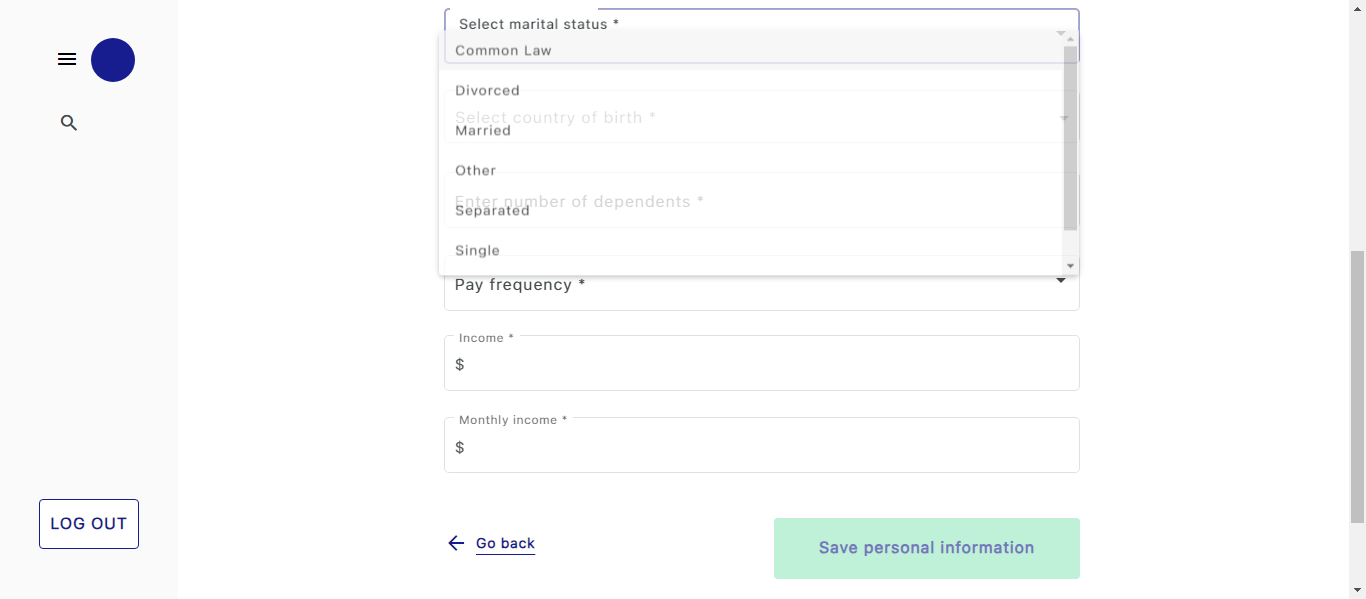 Select marital status *
Common Law
Divorced
Select country of birth *
Married
Other
Enter number of dependents *
Separated
Single
Pay frequency *
Income *
$
Monthly income *
$
LOG OUT
Go back
Save personal information